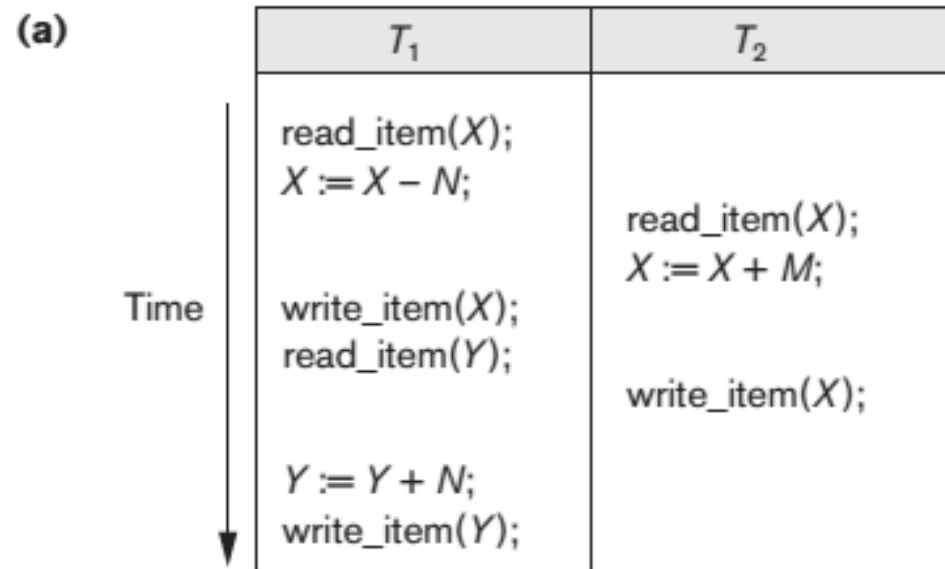 (a)
T₁ T₂
read_item(X);
X := X – N;
read_item(X);
X := X + M;
Time
write_item(X);
read_item(Y);
write_item(X);
Y := Y + N;
write_item(Y);